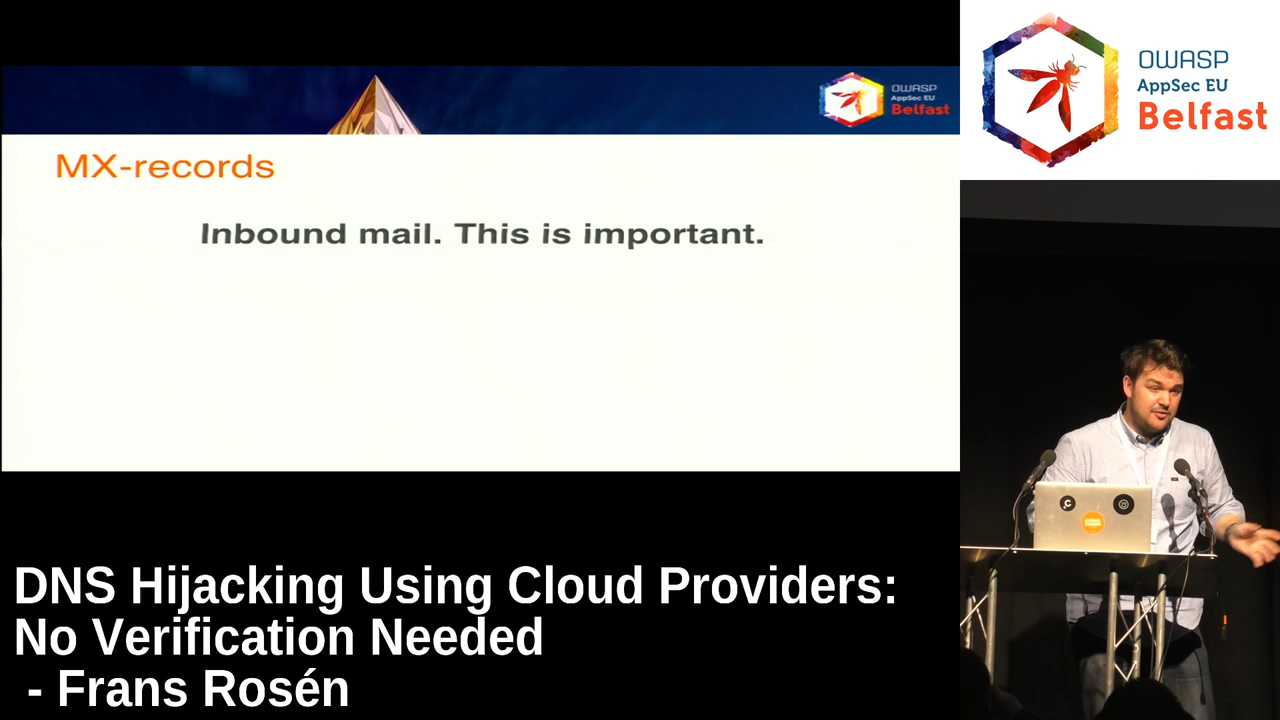 OWASP
AppSec EU
Belfast
MX-records
Inbound mail. This is important.
OWASP
AppSec EU
Belfast
DNS Hijacking Using Cloud Providers:
No Verification Needed
- Frans Rosén